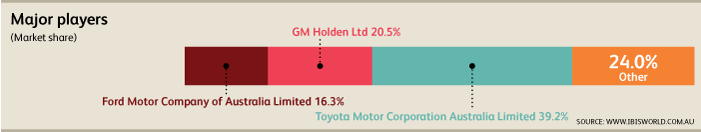 Major players
(Market share)
GM Holden Ltd 20.5%
24.0%
Other
Ford Motor Company of Australia Limited 16.3%
Toyota Motor Corporation Australia Limited 39.2%
SOURCE: WWW.IBISWORLD.COM.AU